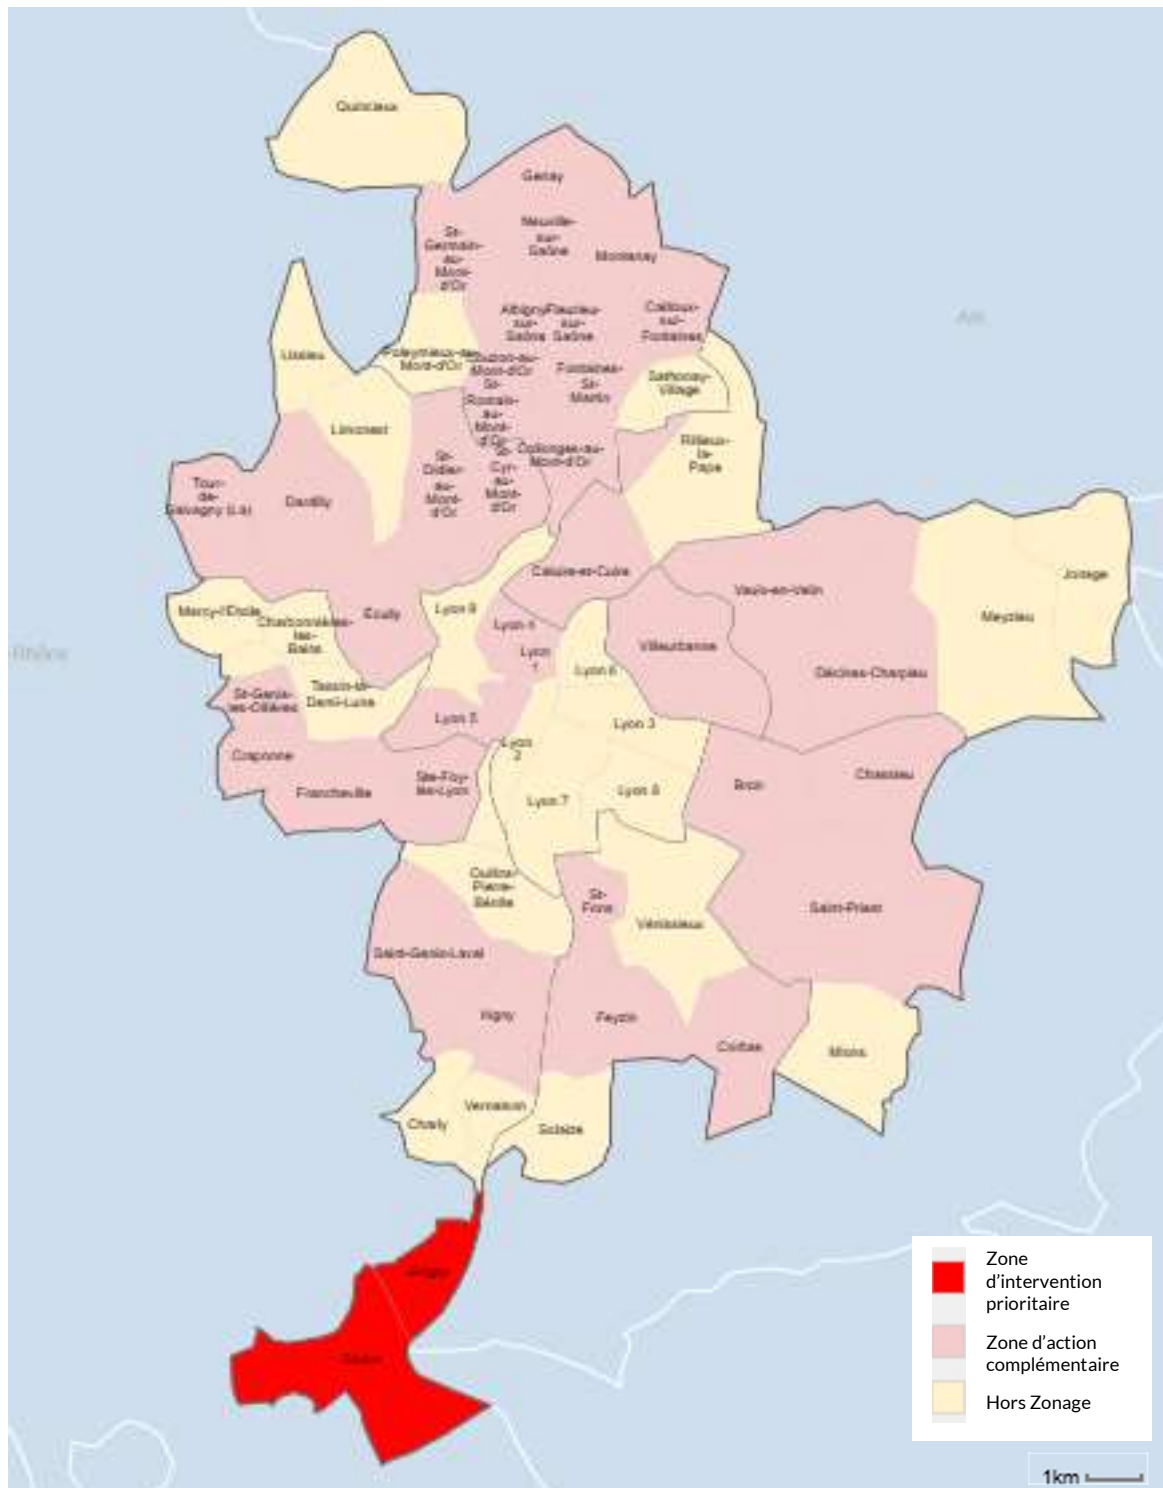 Quincieux
Genay
St-
Germain-
au-
Mont-
d'Or
Neuville-
sur-
Saône
Montanay
Albigny
sur-
Saône
Fleurieu-
sur-
Saône
Cailloux-
sur-
Fontaines
Ain
Lissieu
Poleymieux-au-
Mont-d'Or
Couzon-au-
Mont-d'Or
St-
Romain-
au-
Mont-
d'Or
Fontaines-
St-
Martin
Sathonay-
Village
Limonest
Rillieux-
la-
Pape
St-
Didier-
au-
Mont-
d'Or
St-
Cyr-
au-
Mont-
d'Or
Collonges-au-
Mont-d'Or
Tour-
de-
Salvagny (La)
Dardilly
Caluire-et-Cuire
Vaulx-en-Velin
Jonage
Meyzieu
Marcy-l'Etoile
Charbonnières-
les-
Bains
Ecully
Lyon 9
Lyon 4
Lyon
1
Villeurbanne
Rhône
Lyon 6
Décines-Charpieu
St-Genis-
les-Ollières
Tassin-la-
Demi-Lune
Lyon 5
Lyon 3
Lyon
2
Craponne
Francheville
Ste-Foy-
lès-Lyon
Lyon 7
Lyon 8
Bron
Chassieu
Oullins-
Pierre-
Bénite
St-
Fons
Vénissieux
Saint-Priest
Saint-Genis-Laval
Irigny
Feyzin
Corbas
Mions
Vernaison
Charly
Solaize
Grigny
Givors
Zone
d’intervention
prioritaire
Zone d’action
complémentaire
Hors Zonage
1km